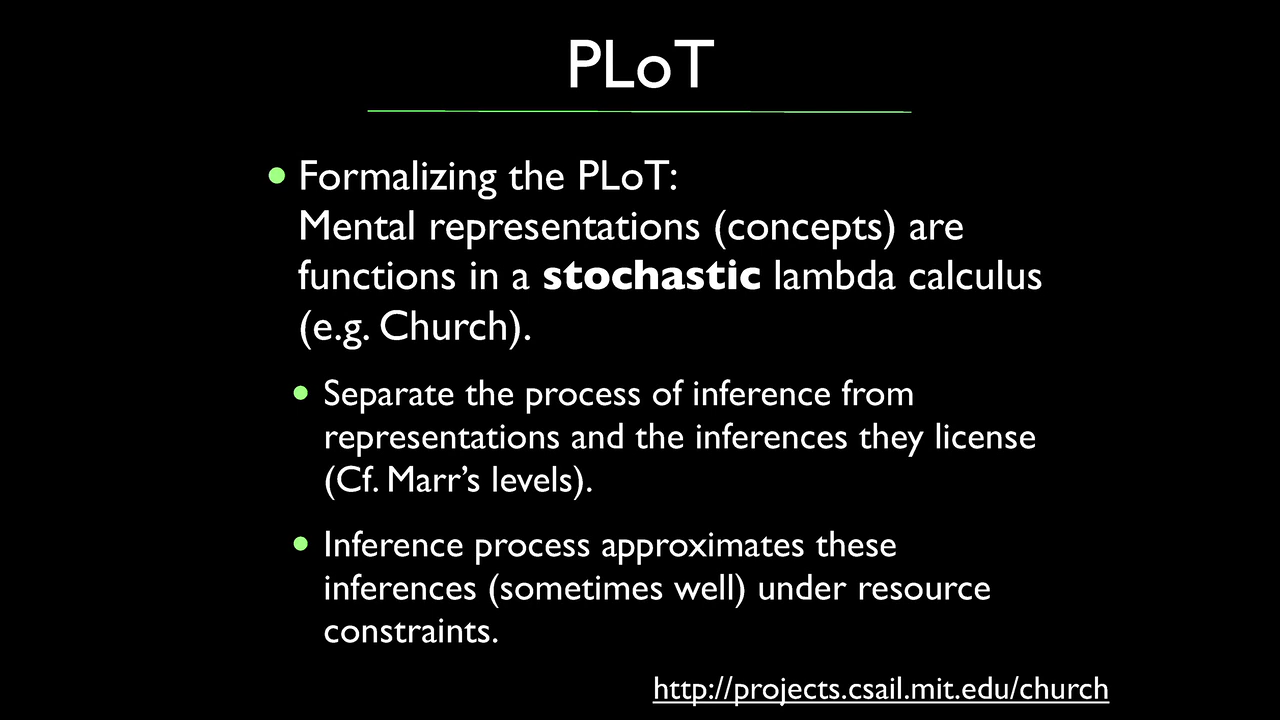 PLoT
• Formalizing the PLoT:
Mental representations (concepts) are
functions in a stochastic lambda calculus
(e.g. Church).
• Separate the process of inference from
representations and the inferences they license
(Cf. Marr’s levels).
• Inference process approximates these
inferences (sometimes well) under resource
constraints.
http://projects.csail.mit.edu/church